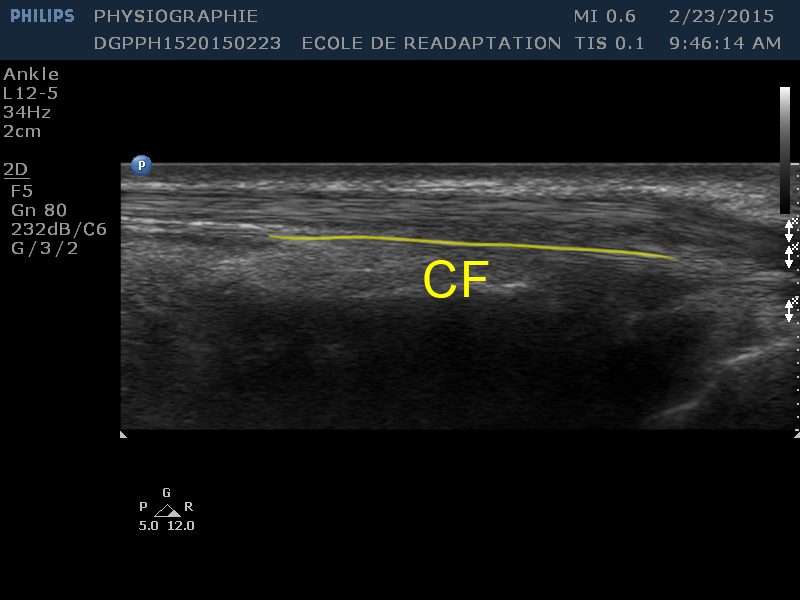 PHILIPS PHYSIOGRAPHIE MI 0.6 2/23/2015
DGPPH1520150223 ECOLE DE READAPTATION TIS 0.1 9:46:14 AM
Ankle
L12-5
34Hz
2cm
2D
F5
Gn 80
232dB/C6
G/3/2
P
CF
G
P R
5.0 12.0